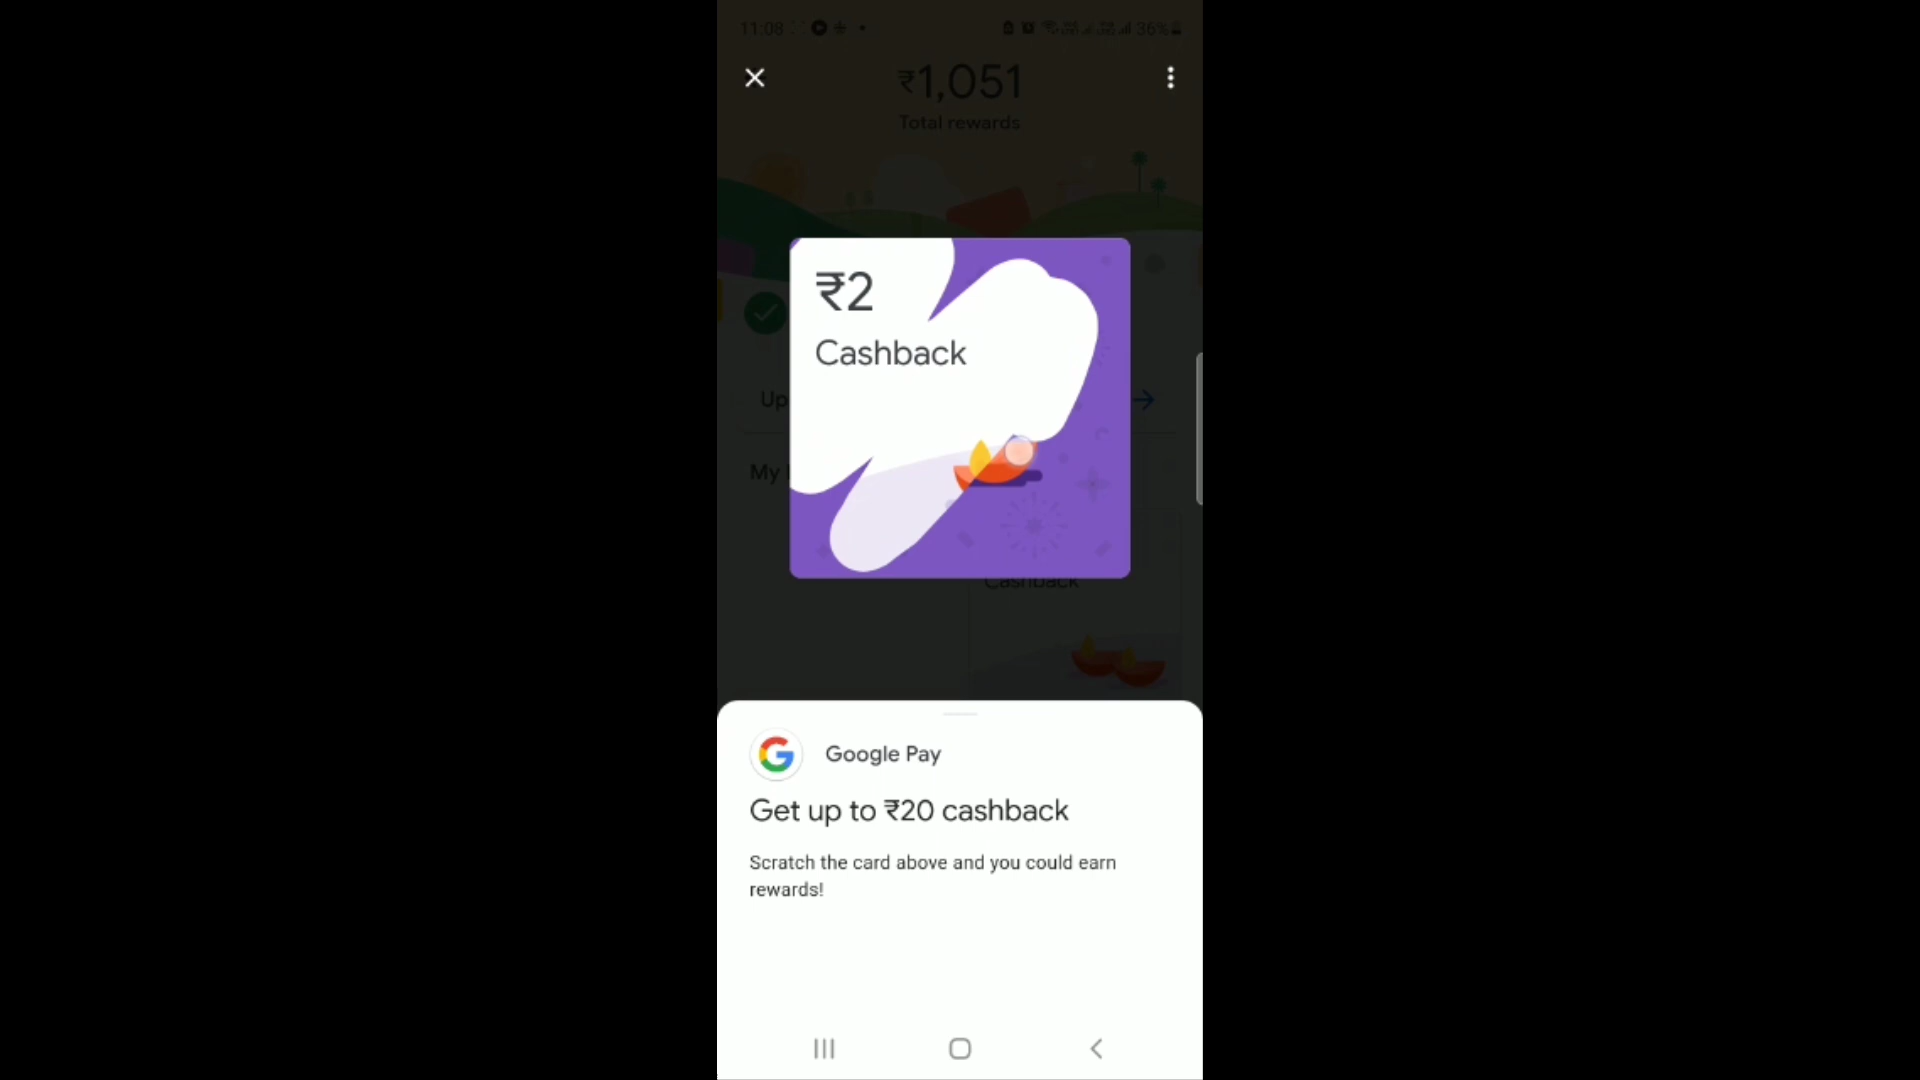 11:08
36%
₹1,051
Total rewards
₹2
Cashback
Up
My
Cashback
Google Pay
Get up to ₹20 cashback
Scratch the card above and you could earn
rewards!